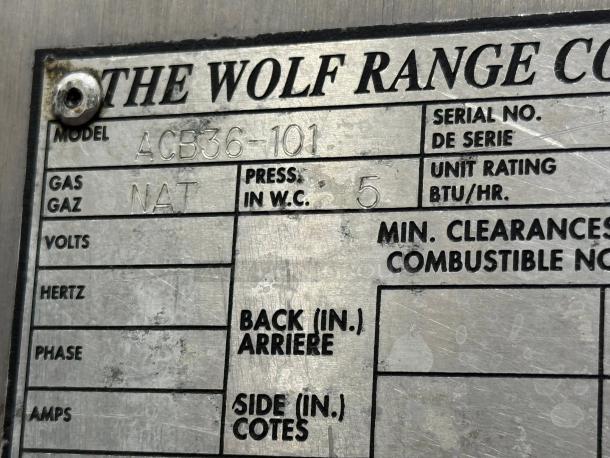 THE WOLF RANGE CO
MODEL ACB36-101
SERIAL NO.
DE SERIE
GAS
GAZ NAT
PRESS.
IN W.C. 5
UNIT RATING
BTU/HR.
VOLTS
MIN. CLEARANCES
COMBUSTIBLE NO
HERTZ
BACK (IN.)
ARRIERE
PHASE
SIDE (IN.)
COTES
AMPS